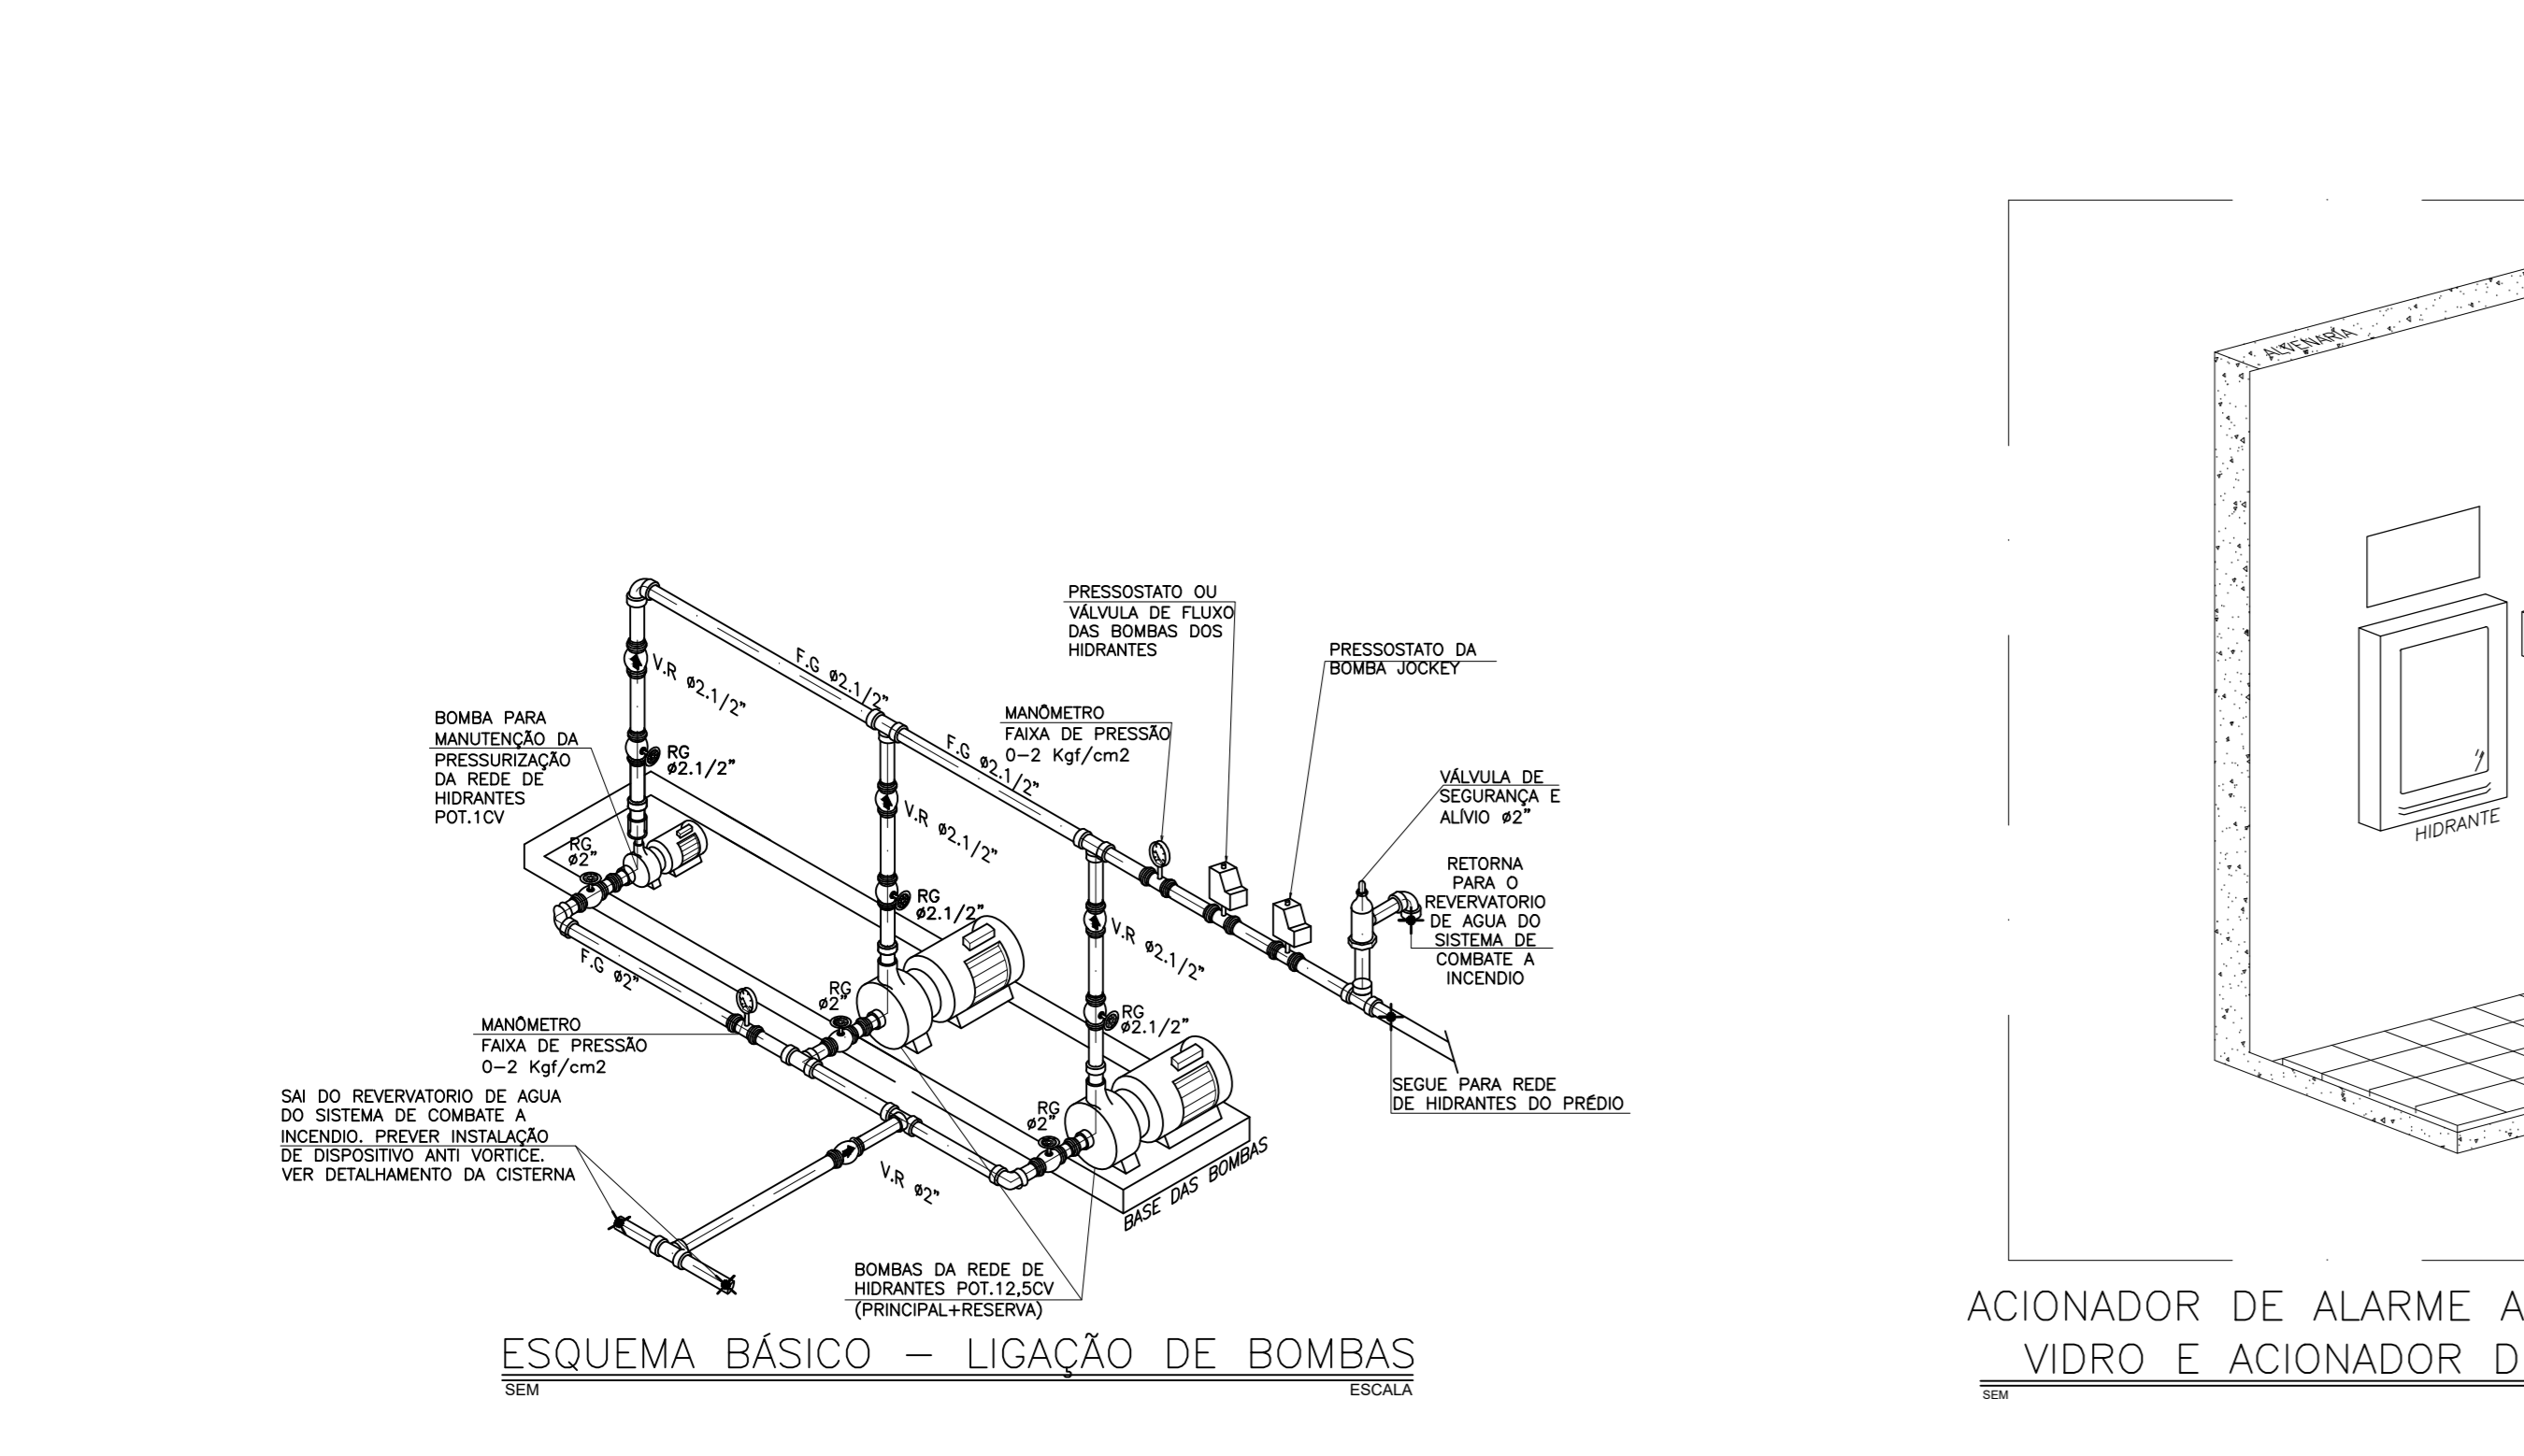 PRESSOSTATO OU
VÁLVULA DE FLUXO
DAS BOMBAS DOS
HIDRANTES
PRESSOSTATO DA
BOMBA JOCKEY
MANÔMETRO
FAIXA DE PRESSÃO
0-2 Kgf/cm2
F.G ø2.1/2"
F.G ø2.1/2"
V.R ø2.1/2"
RG
ø2.1/2"
BOMBA PARA
MANUTENÇÃO DA
PRESSURIZAÇÃO
DA REDE DE
HIDRANTES
POT.1CV
VÁLVULA DE
SEGURANÇA E
ALÍVIO ø2"
V.R ø2.1/2"
RG
ø2"
RG
ø2.1/2"
RETORNA
PARA O
REVERVATORIO
DE AGUA DO
SISTEMA DE
COMBATE A
INCENDIO
V.R ø2.1/2"
F.G ø2"
RG
ø2"
RG
ø2.1/2"
MANÔMETRO
FAIXA DE PRESSÃO
0-2 Kgf/cm2
SEGUE PARA REDE
DE HIDRANTES DO PRÉDIO
SAI DO REVERVATORIO DE AGUA
DO SISTEMA DE COMBATE A
INCENDIO. PREVER INSTALAÇÃO
DE DISPOSITIVO ANTI VORTICE.
VER DETALHAMENTO DA CISTERNA
RG
ø2"
V.R ø2"
BASE DAS BOMBAS
BOMBAS DA REDE DE
HIDRANTES POT.12,5CV
(PRINCIPAL+RESERVA)
ESQUEMA BÁSICO – LIGAÇÃO DE BOMBAS
SEM ESCALA
ALVENARIA
HIDRANTE
ACIONADOR DE ALARME A
VIDRO E ACIONADOR D
SEM